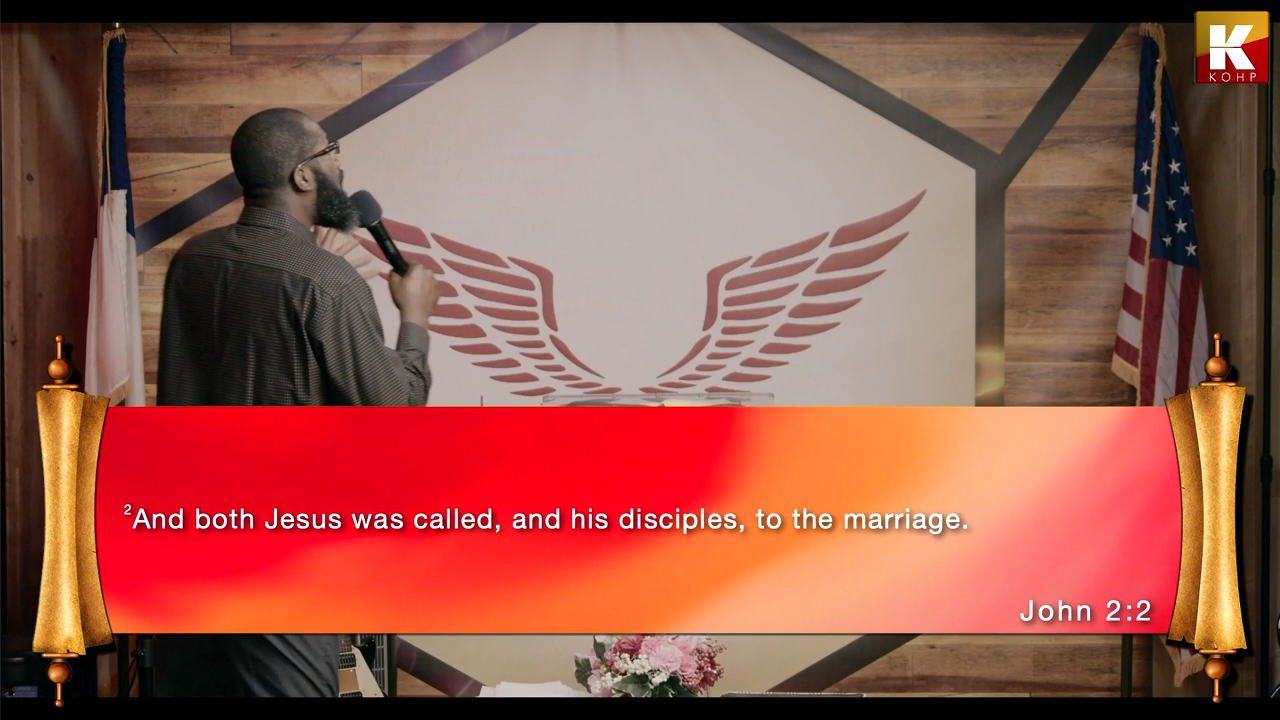 K
KOHP
²And both Jesus was called, and his disciples, to the marriage.
John 2:2